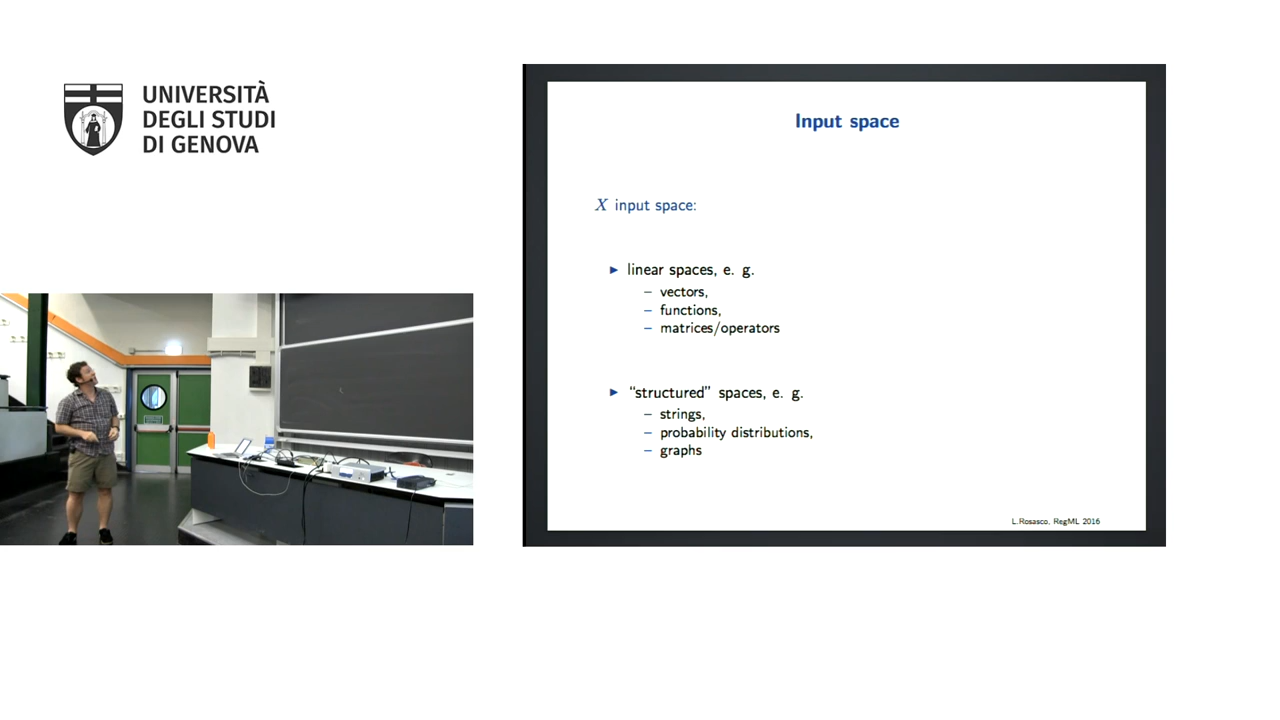 UNIVERSITÀ
DEGLI STUDI
DI GENOVA
Input space
X input space:
▶ linear spaces, e. g.
– vectors,
– functions,
– matrices/operators
▶ “structured” spaces, e. g.
– strings,
– probability distributions,
– graphs
L.Rosasco, RegML 2016